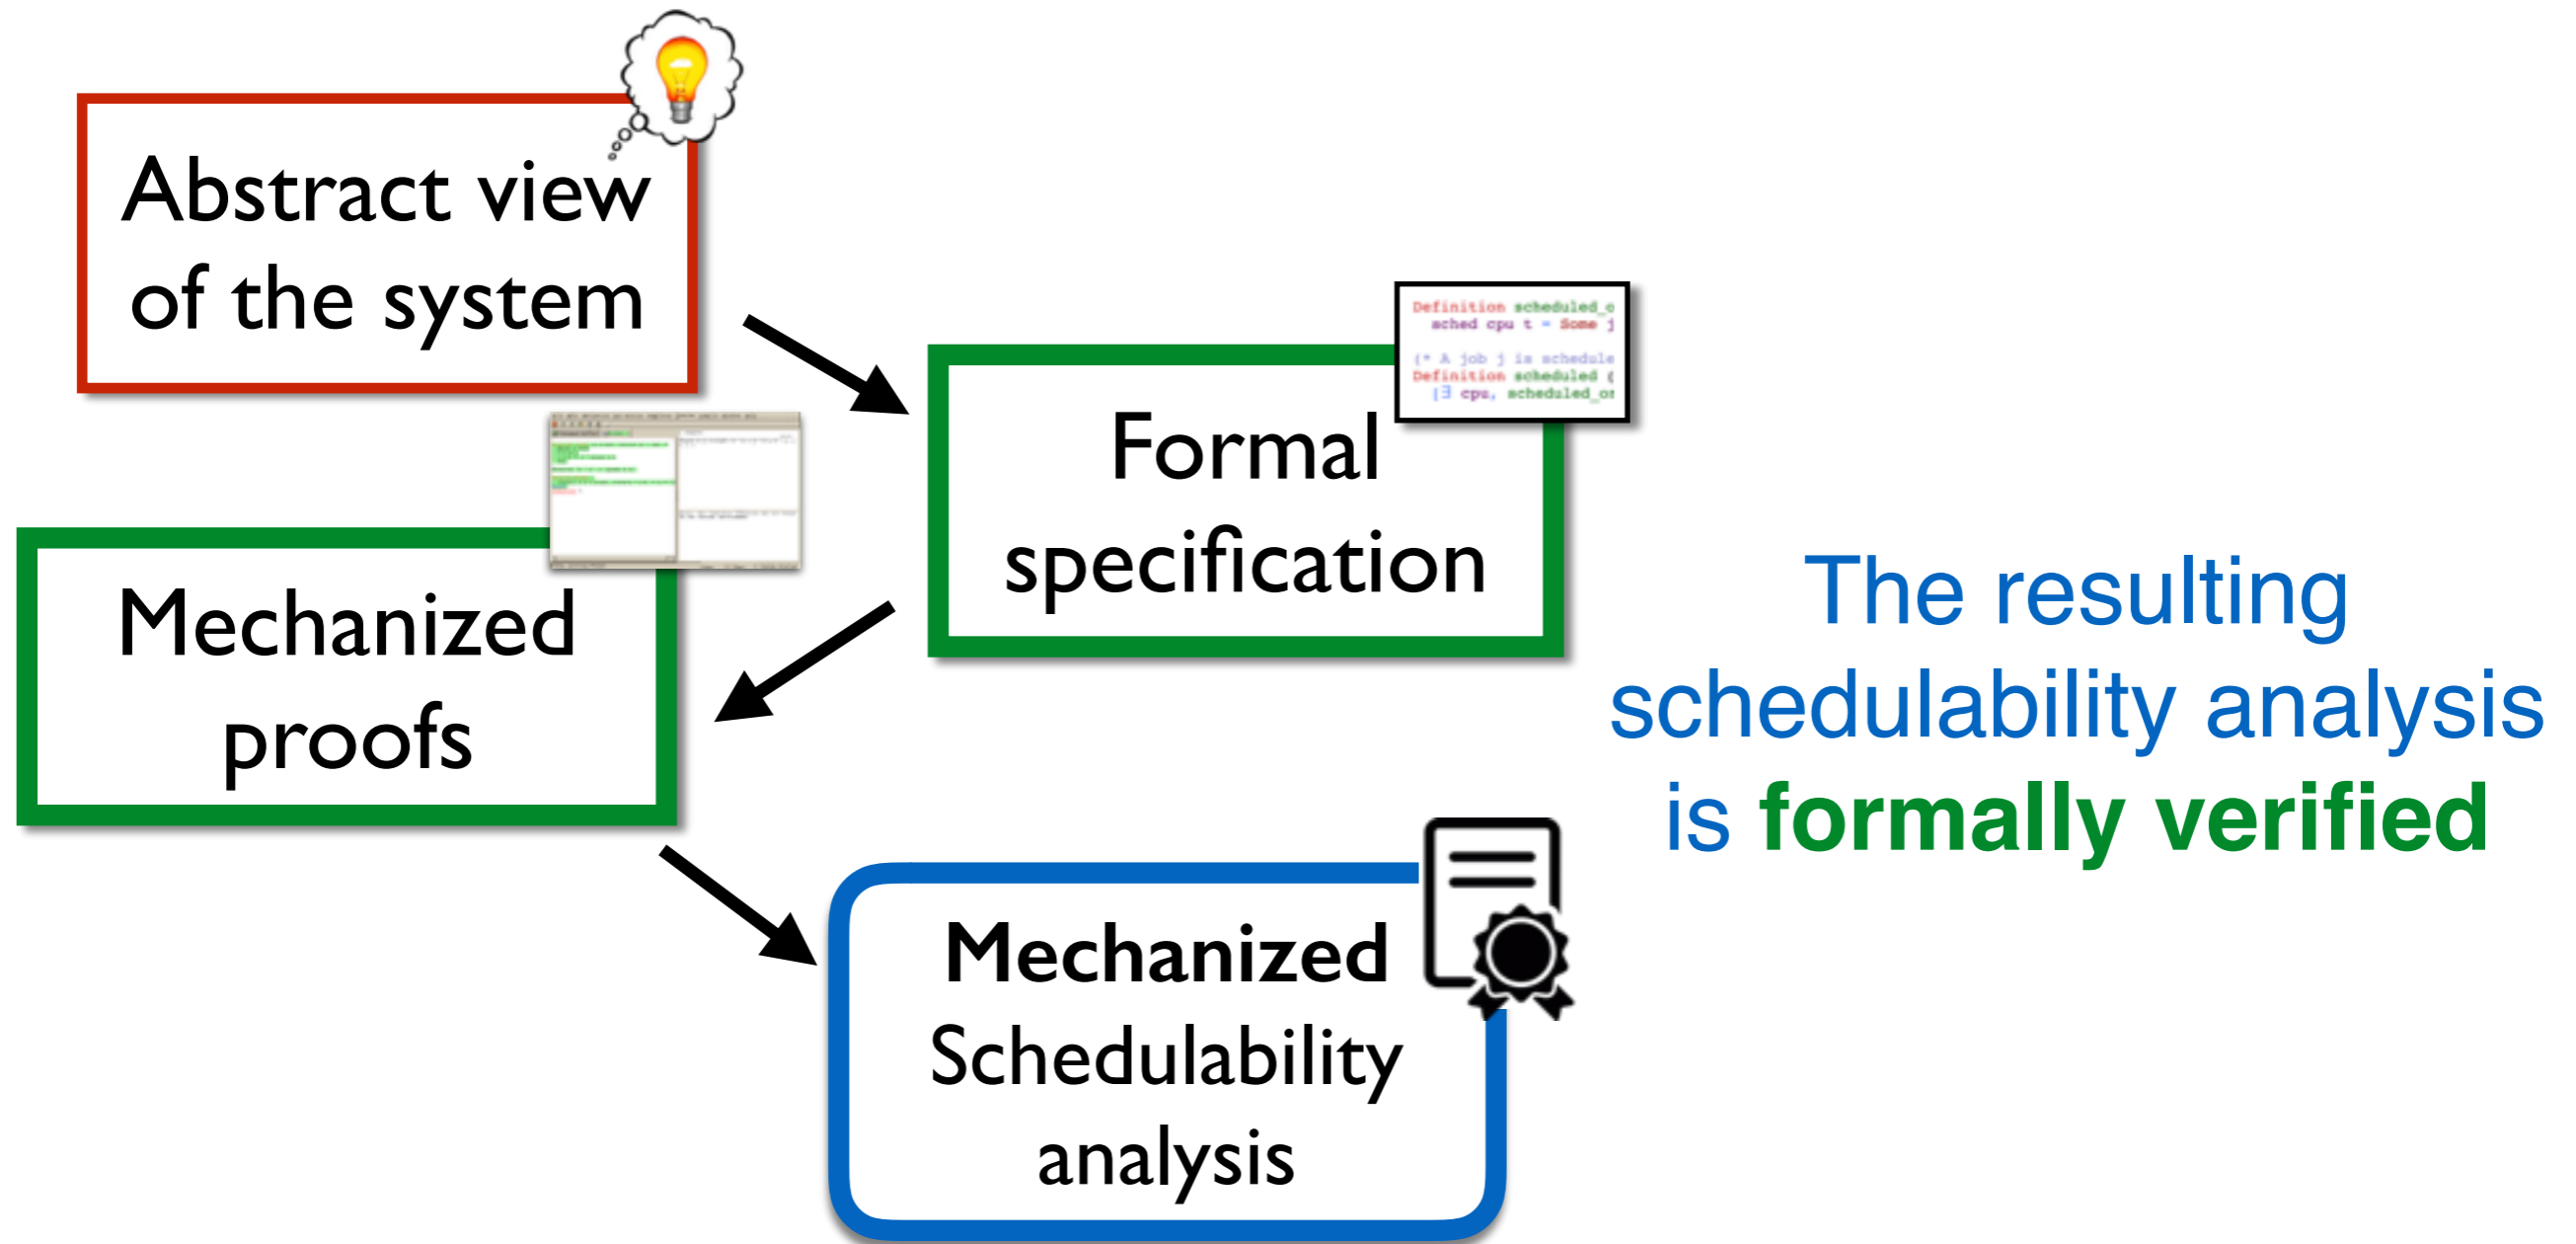 Abstract view
of the system
Definition scheduled_o
sched cpu t = Some j
(* A job j is schedule
Definition scheduled (
[∃ cpu, scheduled_on
Formal
specification
Mechanized
proofs
The resulting
schedulability analysis
is formally verified
Mechanized
Schedulability
analysis